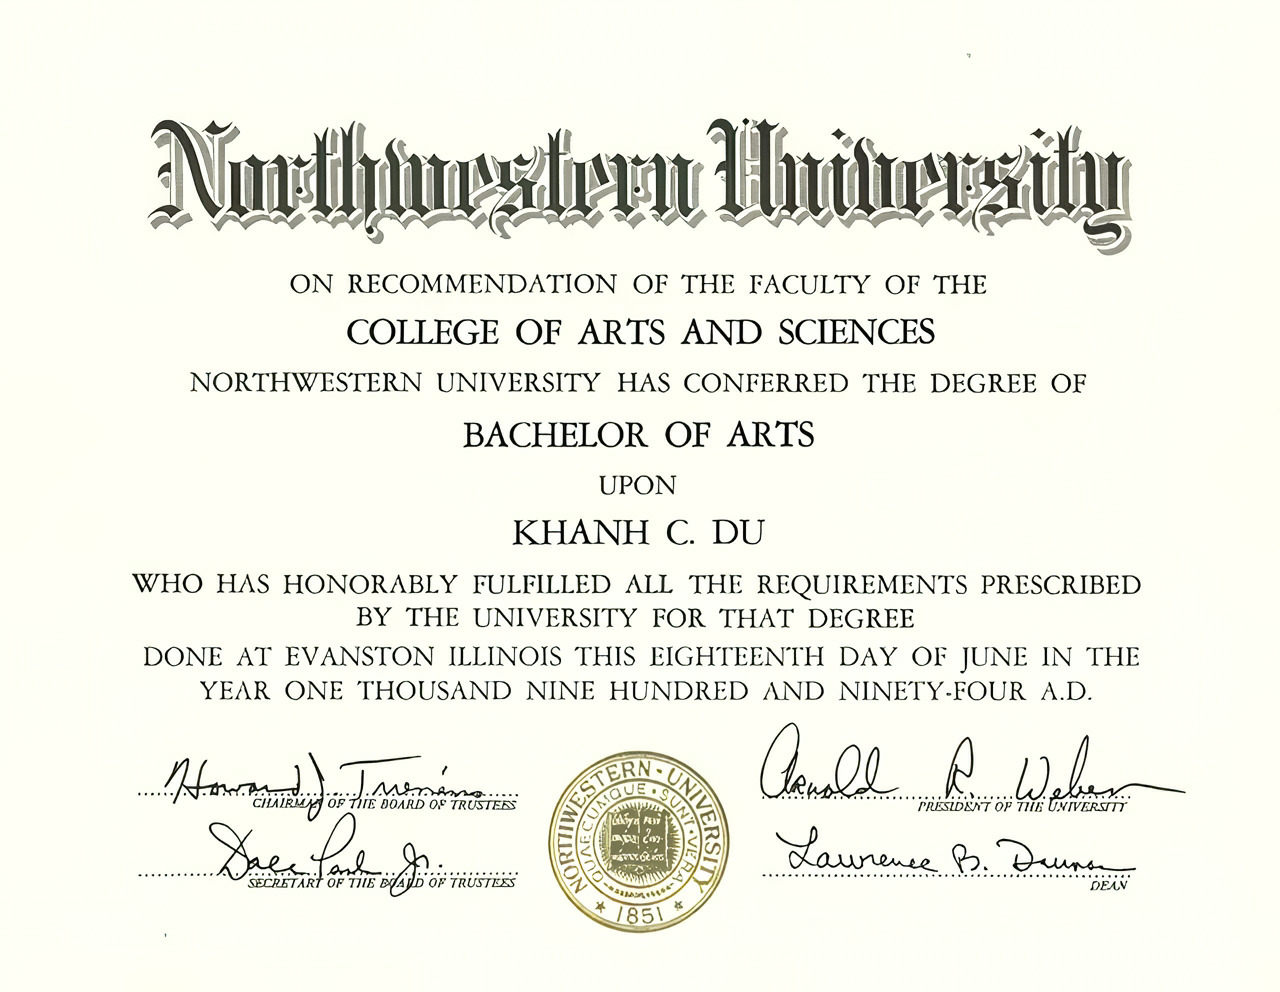 Northwestern University
ON RECOMMENDATION OF THE FACULTY OF THE
COLLEGE OF ARTS AND SCIENCES
NORTHWESTERN UNIVERSITY HAS CONFERRED THE DEGREE OF
BACHELOR OF ARTS
UPON
KHANH C. DU
WHO HAS HONORABLY FULFILLED ALL THE REQUIREMENTS PRESCRIBED
BY THE UNIVERSITY FOR THAT DEGREE
DONE AT EVANSTON ILLINOIS THIS EIGHTEENTH DAY OF JUNE IN THE
YEAR ONE THOUSAND NINE HUNDRED AND NINETY-FOUR A.D.
Howard J. Trienens
CHAIRMAN OF THE BOARD OF TRUSTEES
Jr.
SECRETARY OF THE BOARD OF TRUSTEES
NORTHWESTERN · UNIVERSITY
QUAECUMQUE · SUNT · VERA
1851
Arnold R. Weber
PRESIDENT OF THE UNIVERSITY
Lawrence B. Dumas
DEAN